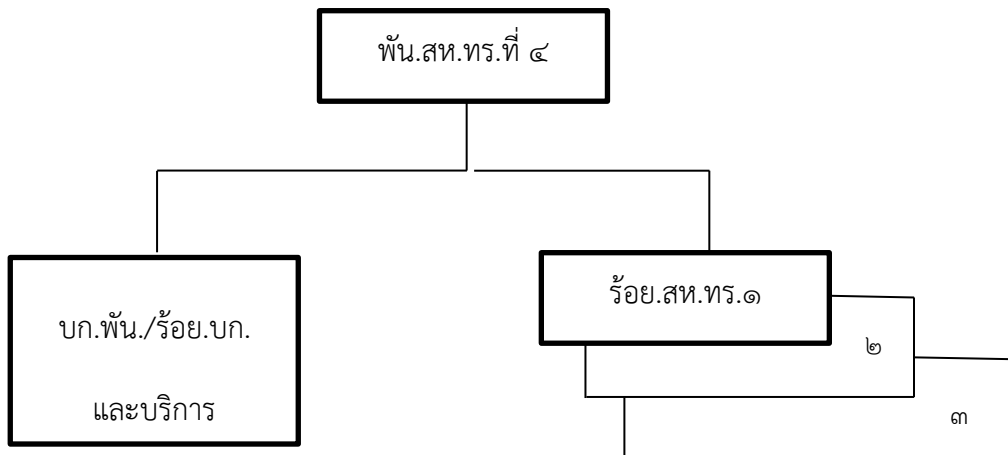 พัน.สห.ทร.ที่ ๔
ร้อย.สห.ทร.๑
บก.พัน./ร้อย.บก.
และบริการ
๒
๓